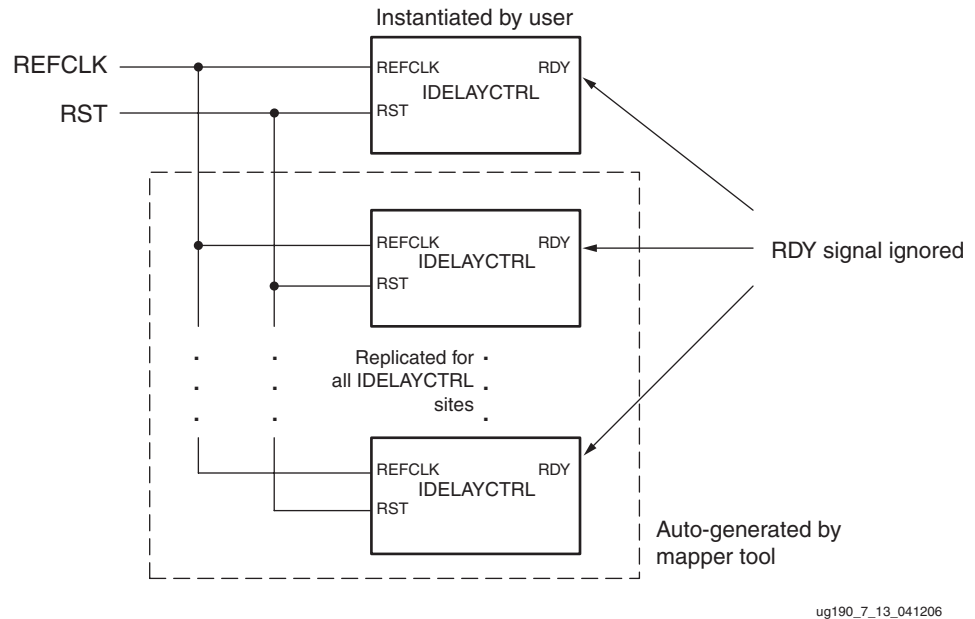 Instantiated by user
REFCLK
RST
REFCLK RDY
IDELAYCTRL
RST
REFCLK RDY
IDELAYCTRL
RST
RDY signal ignored
Replicated for
all IDELAYCTRL
sites
REFCLK RDY
IDELAYCTRL
RST
Auto-generated by
mapper tool
ug190_7_13_041206